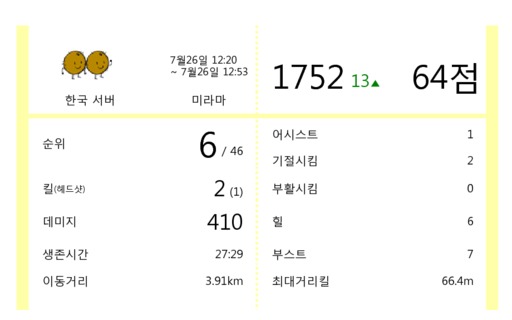 7월26일 12:20
~ 7월26일 12:53
한국 서버
미라마
1752 13▲
64점
순위 6 / 46
킬(헤드샷) 2 (1)
데미지 410
생존시간 27:29
이동거리 3.91km
어시스트 1
기절시킴 2
부활시킴 0
힐 6
부스트 7
최대거리킬 66.4m